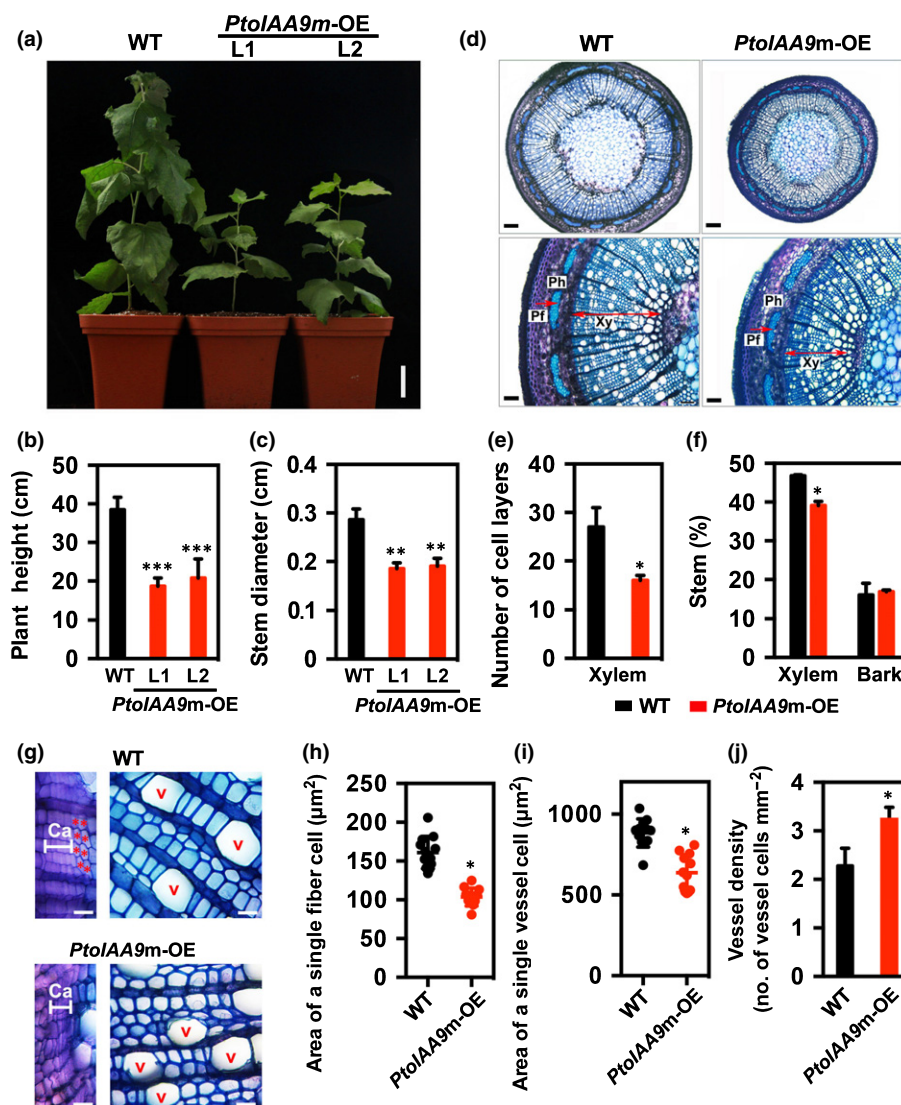 (a)
PtoIAA9m-OE
WT L1 L2
(d)
WT PtoIAA9m-OE
Ph
Pf
Xy
Ph
Pf
Xy
(b)
Plant height (cm)
50
40
30
20
10
0
***
***
WT L1 L2
PtoIAA9m-OE
(c)
Stem diameter (cm)
0.4
0.3
0.2
0.1
0
**
**
WT L1 L2
PtoIAA9m-OE
(e)
Number of cell layers
40
30
20
10
0
*
Xylem
(f)
Stem (%)
50
40
30
20
10
0
*
Xylem Bark
WT PtoIAA9m-OE
(g)
WT
Ca
**
**
**
**
V
V
V
PtoIAA9m-OE
Ca
V
V
V
V
(h)
Area of a single fiber cell (µm²)
250
200
150
100
50
0
*
WT
PtoIAA9m-OE
(i)
Area of a single vessel cell (µm²)
1000
500
0
*
WT
PtoIAA9m-OE
(j)
Vessel density
(no. of vessel cells mm⁻²)
4
3
2
1
0
*
WT
PtoIAA9m-OE